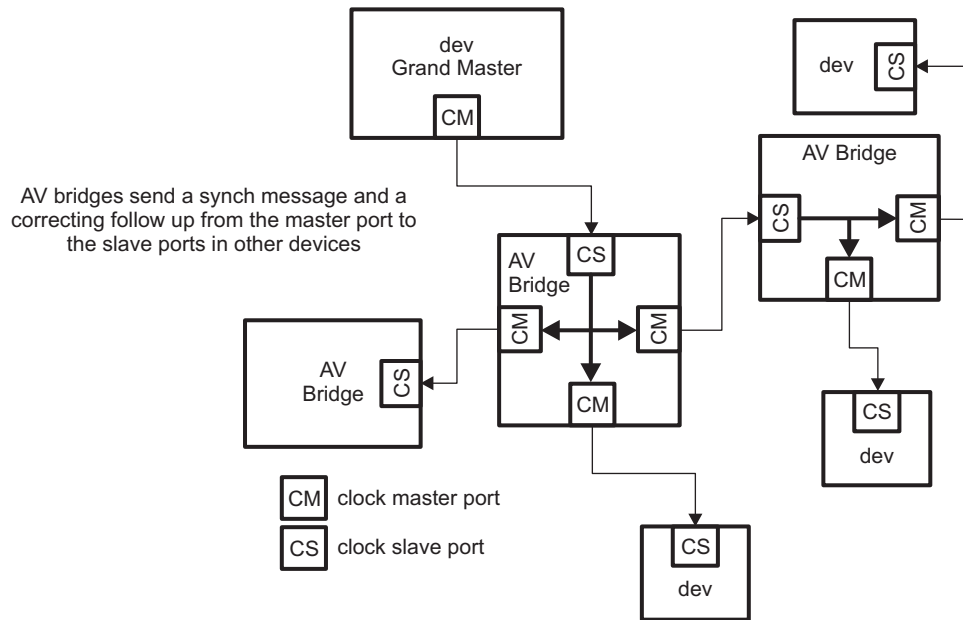 dev
Grand Master
CM
dev
CS
AV Bridge
CS
CM
CM
AV bridges send a synch message and a
correcting follow up from the master port to
the slave ports in other devices
CS
AV
Bridge
CM
CM
CM
AV
Bridge
CS
CS
dev
CM clock master port
CS clock slave port
CS
dev